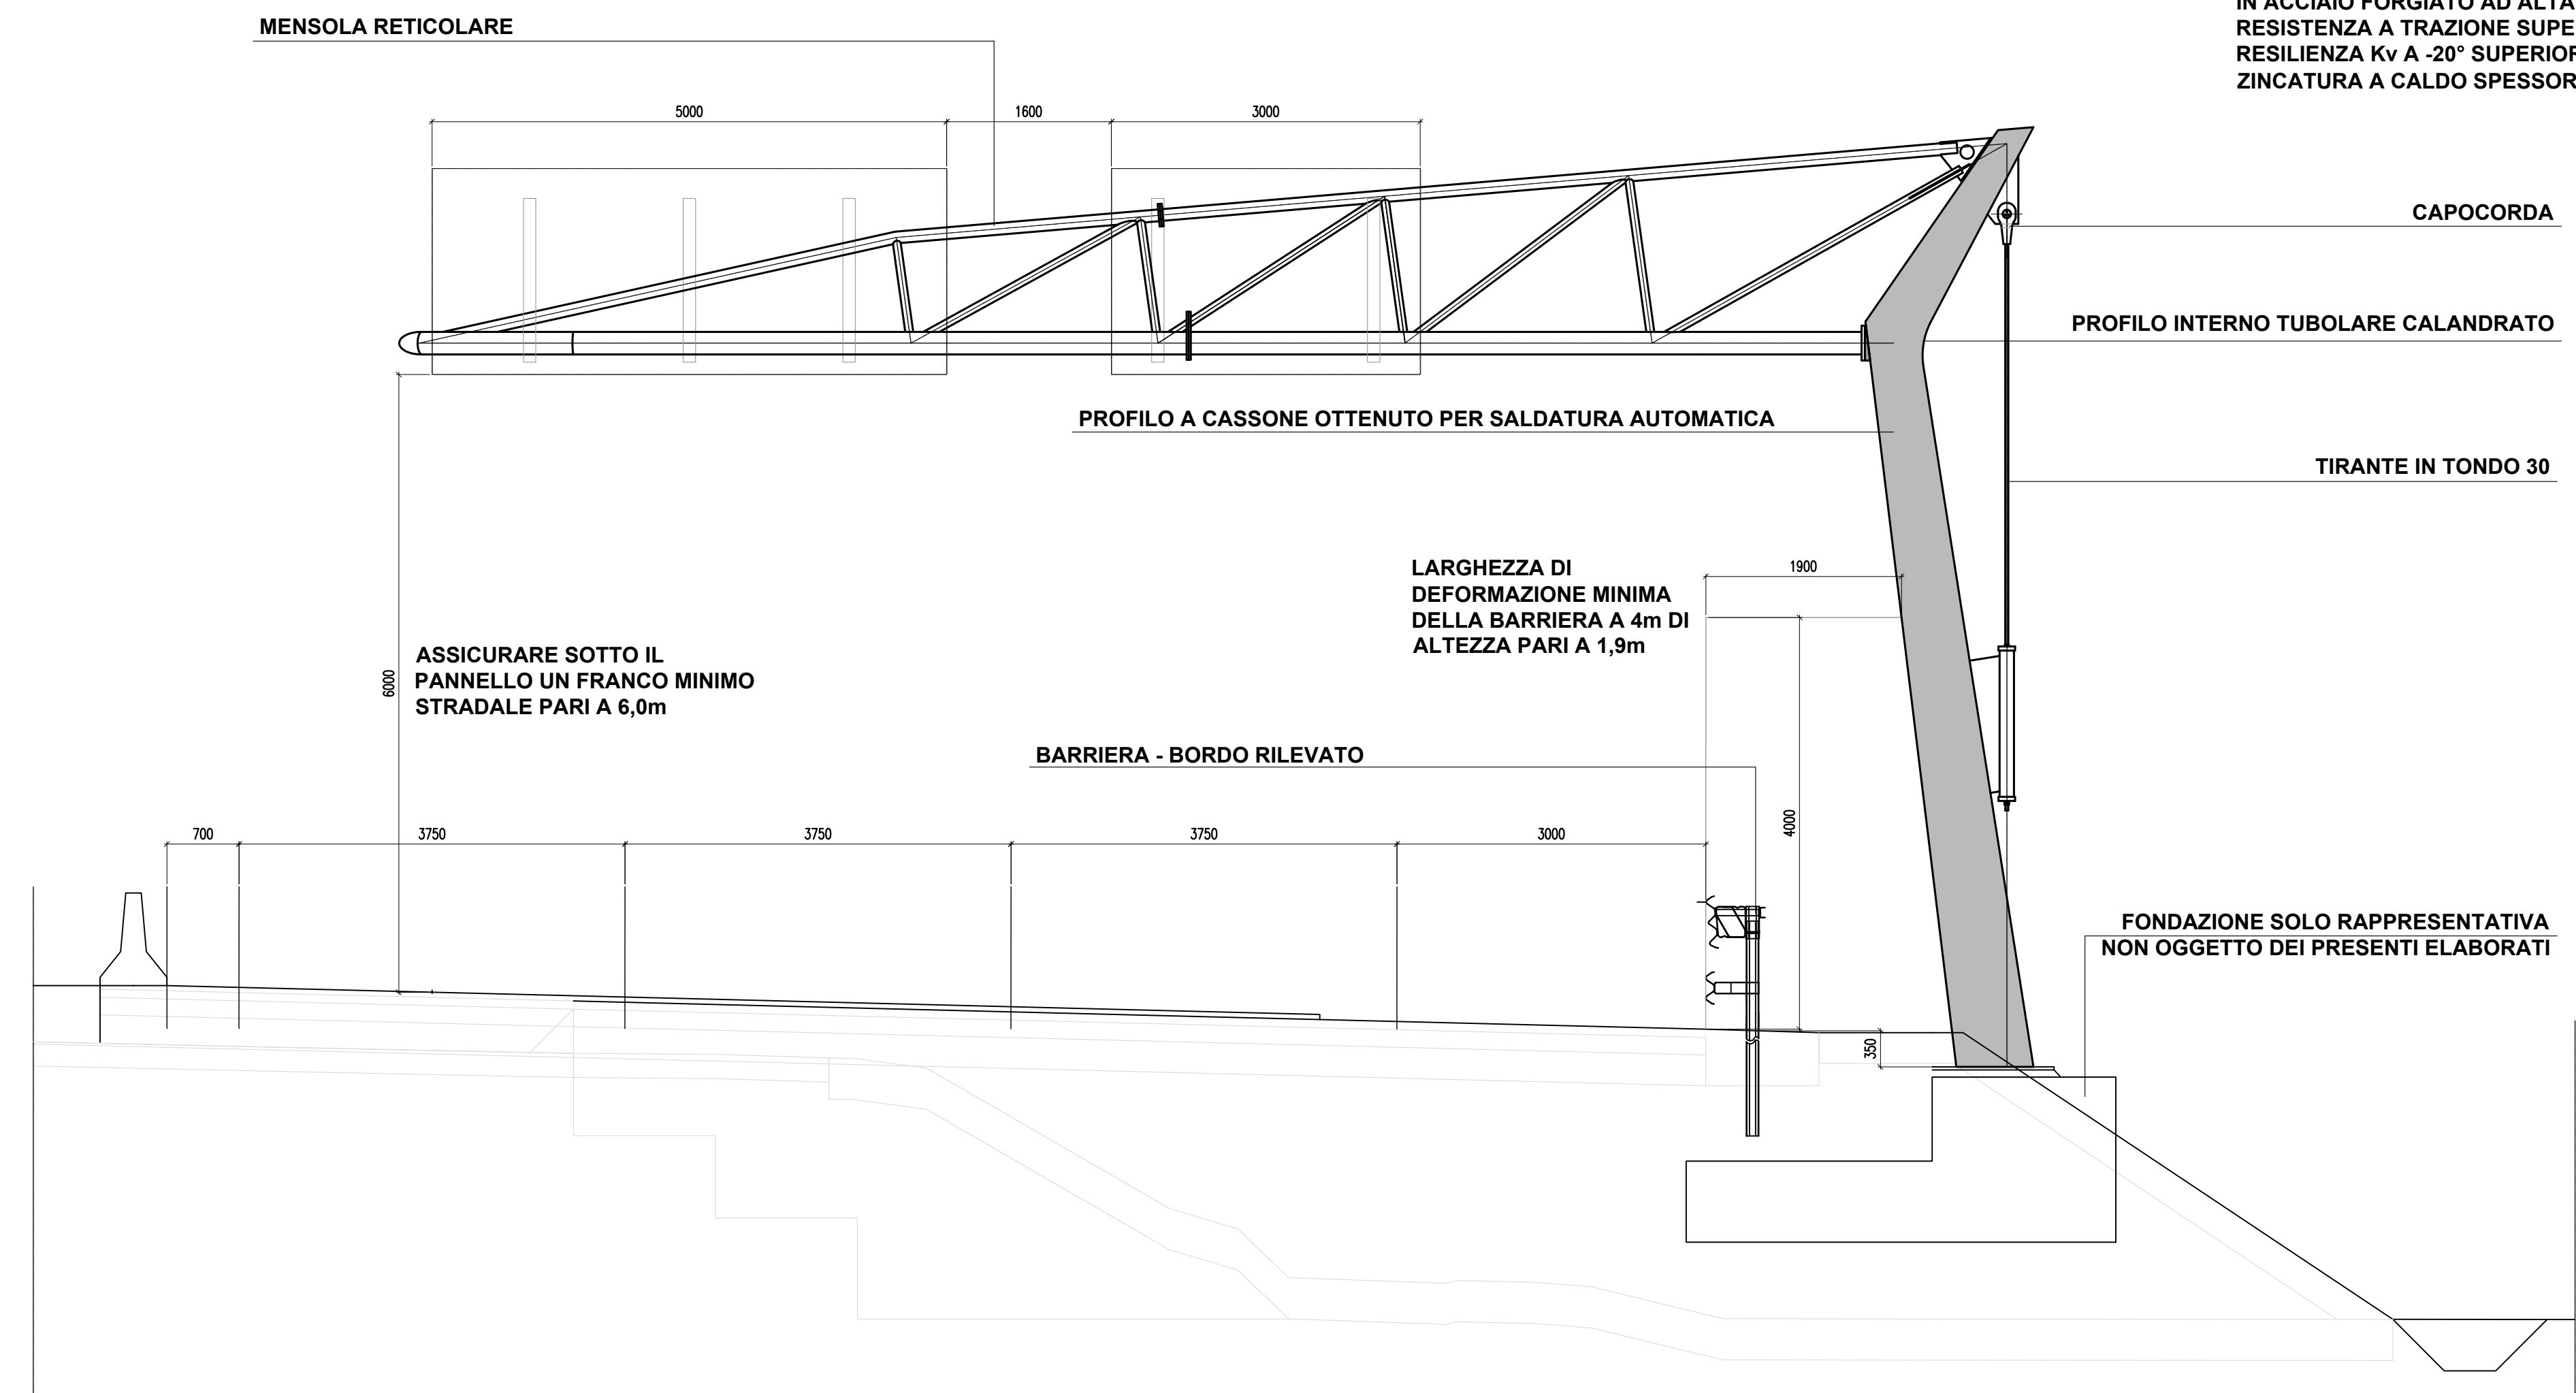 MENSOLA RETICOLARE
IN ACCIAIO FORGIATO AD ALTA
RESISTENZA A TRAZIONE SUPE
RESILIENZA Kv A -20° SUPERIOR
ZINCATURA A CALDO SPESSOR
5000
1600
3000
CAPOCORDA
PROFILO INTERNO TUBOLARE CALANDRATO
PROFILO A CASSONE OTTENUTO PER SALDATURA AUTOMATICA
TIRANTE IN TONDO 30
LARGHEZZA DI
DEFORMAZIONE MINIMA
DELLA BARRIERA A 4m DI
ALTEZZA PARI A 1,9m
1900
ASSICURARE SOTTO IL
PANNELLO UN FRANCO MINIMO
STRADALE PARI A 6,0m
6000
BARRIERA - BORDO RILEVATO
4000
700
3750
3750
3750
3000
FONDAZIONE SOLO RAPPRESENTATIVA
NON OGGETTO DEI PRESENTI ELABORATI
350